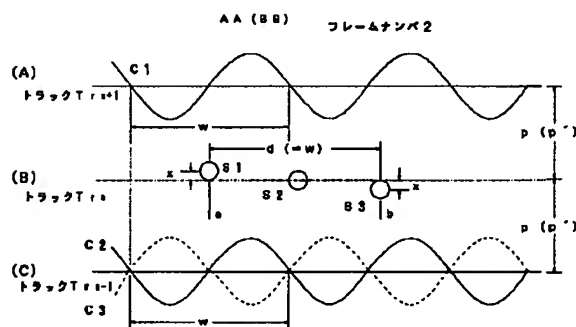 AA(BB) フレームナンバ2
(A) C1
トラックTrn+1
w
p(p')
d(=w)
x S1
(B) S2 x
トラックTrn S3
a b
p(p')
C2
(C)
トラックTrn-1
C3
w